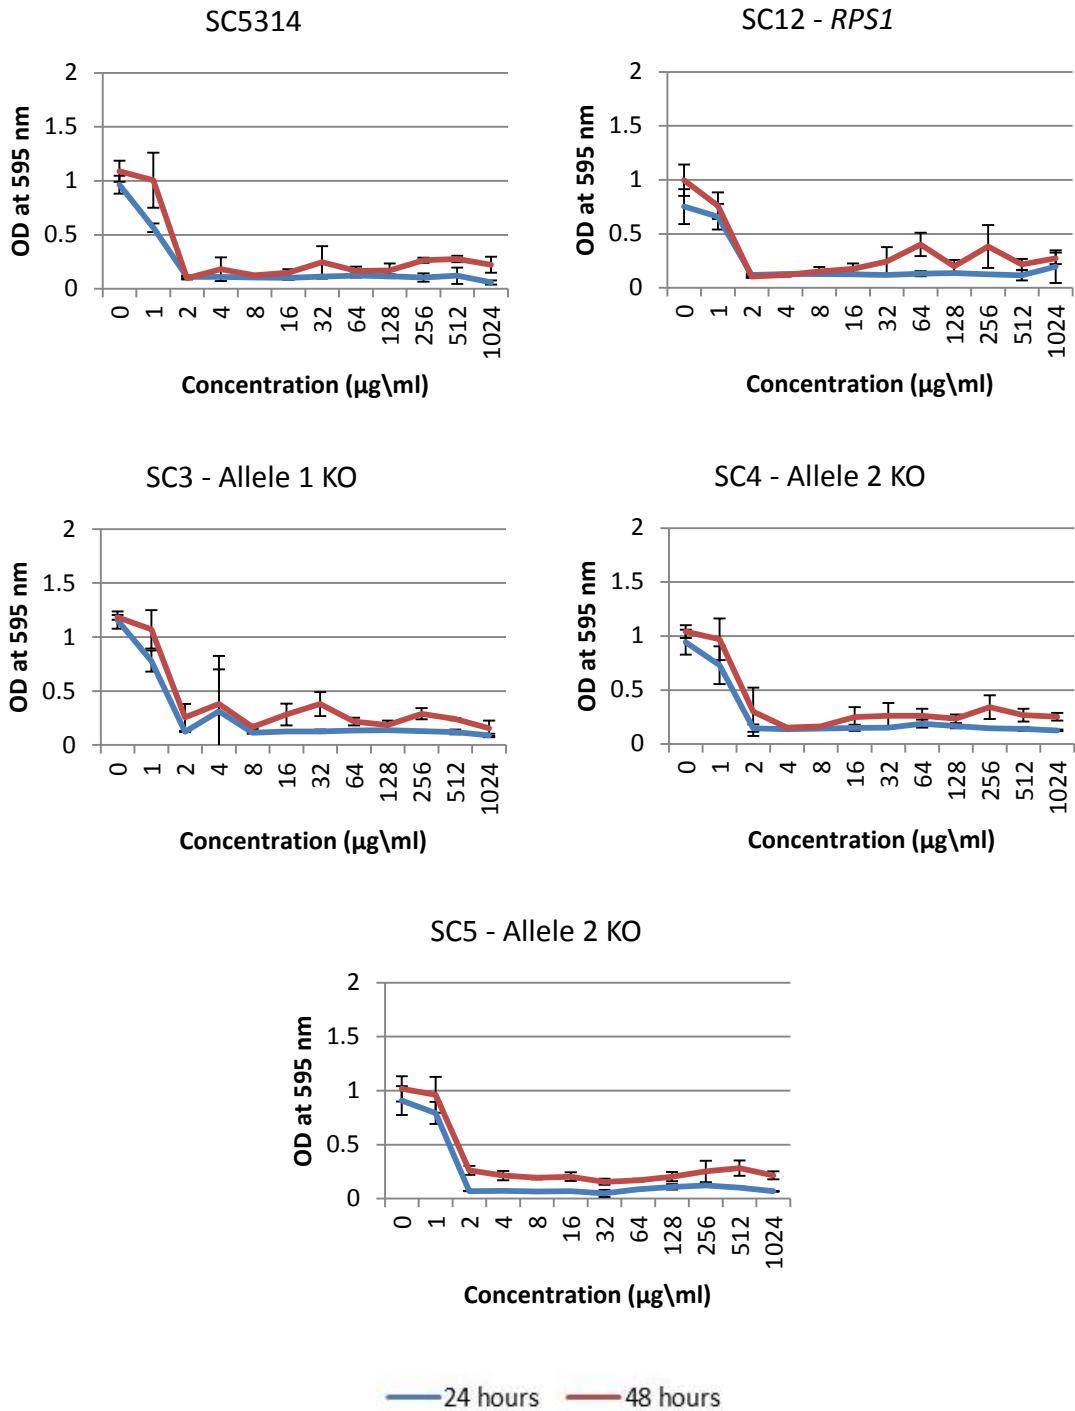 SC5314
OD at 595 nm
2
1.5
1
0.5
0
0 1 2 4 8 16 32 64 128 256 512 1024
Concentration (µg\ml)
SC12 - RPS1
OD at 595 nm
2
1.5
1
0.5
0
0 1 2 4 8 16 32 64 128 256 512 1024
Concentration (µg\ml)
SC3 - Allele 1 KO
OD at 595 nm
2
1.5
1
0.5
0
0 1 2 4 8 16 32 64 128 256 512 1024
Concentration (µg\ml)
SC4 - Allele 2 KO
OD at 595 nm
2
1.5
1
0.5
0
0 1 2 4 8 16 32 64 128 256 512 1024
Concentration (µg\ml)
SC5 - Allele 2 KO
OD at 595 nm
2
1.5
1
0.5
0
0 1 2 4 8 16 32 64 128 256 512 1024
Concentration (µg\ml)
24 hours 48 hours